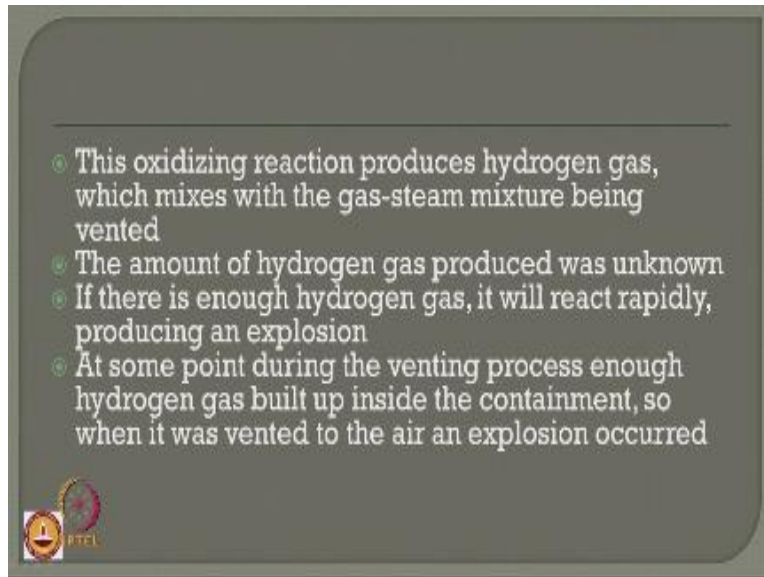 This oxidizing reaction produces hydrogen gas,
which mixes with the gas-steam mixture being
vented
The amount of hydrogen gas produced was unknown
If there is enough hydrogen gas, it will react rapidly,
producing an explosion
At some point during the venting process enough
hydrogen gas built up inside the containment, so
when it was vented to the air an explosion occurred
PTEL